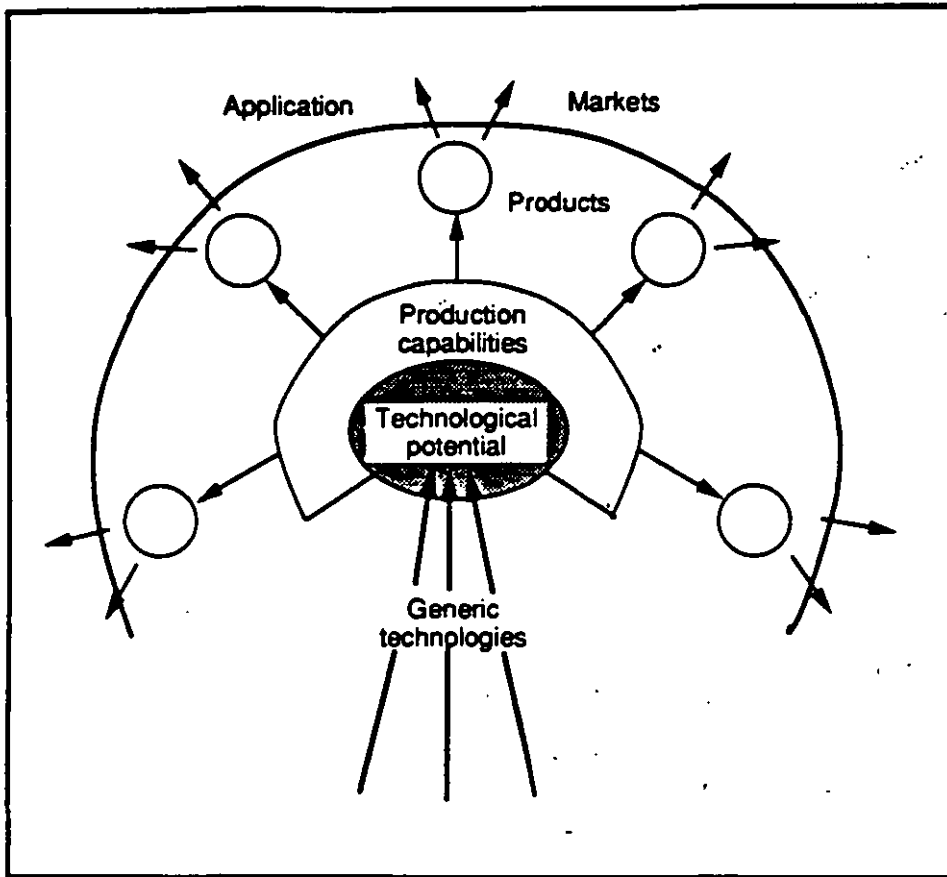 Application
Markets
Products
Production
capabilities
Technological
potential
Generic
technologies